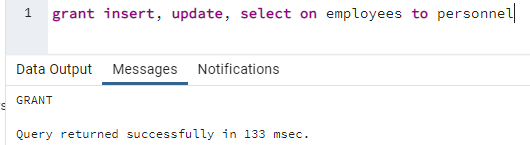 1 grant insert, update, select on employees to personnel
Data Output Messages Notifications
GRANT
Query returned successfully in 133 msec.